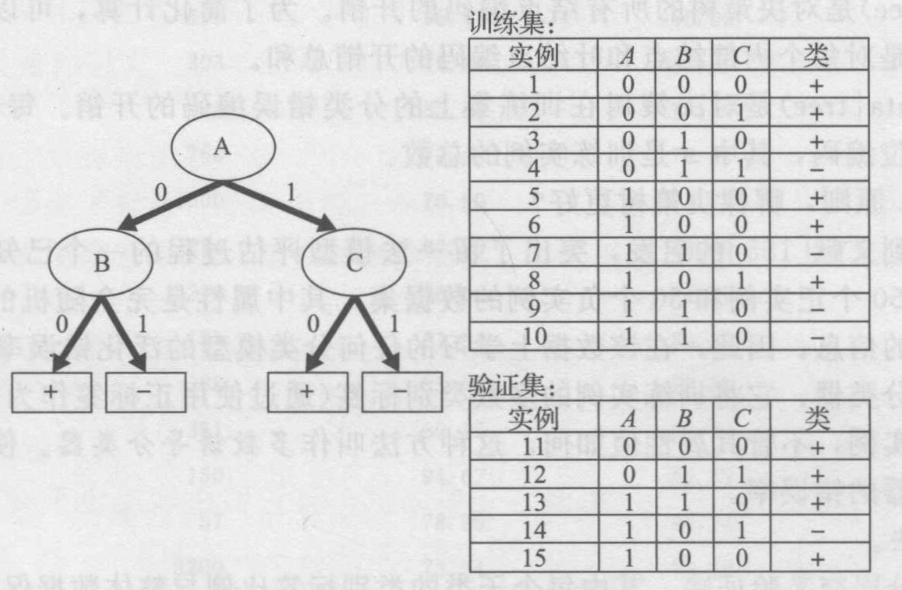 A
0 1
B C
0 1 0 1
+
训练集:
实例 A B C 类
1 0 0 0 +
2 0 0 1 +
3 0 1 0 +
4 0 1 1 −
5 1 0 0 +
6 1 0 0 +
7 1 1 0 −
8 1 0 1 +
9 1 1 0 −
10 1 1 0 −
验证集:
实例 A B C 类
11 0 0 0 +
12 0 1 1 +
13 1 1 0 +
14 1 0 1 −
15 1 0 0 +